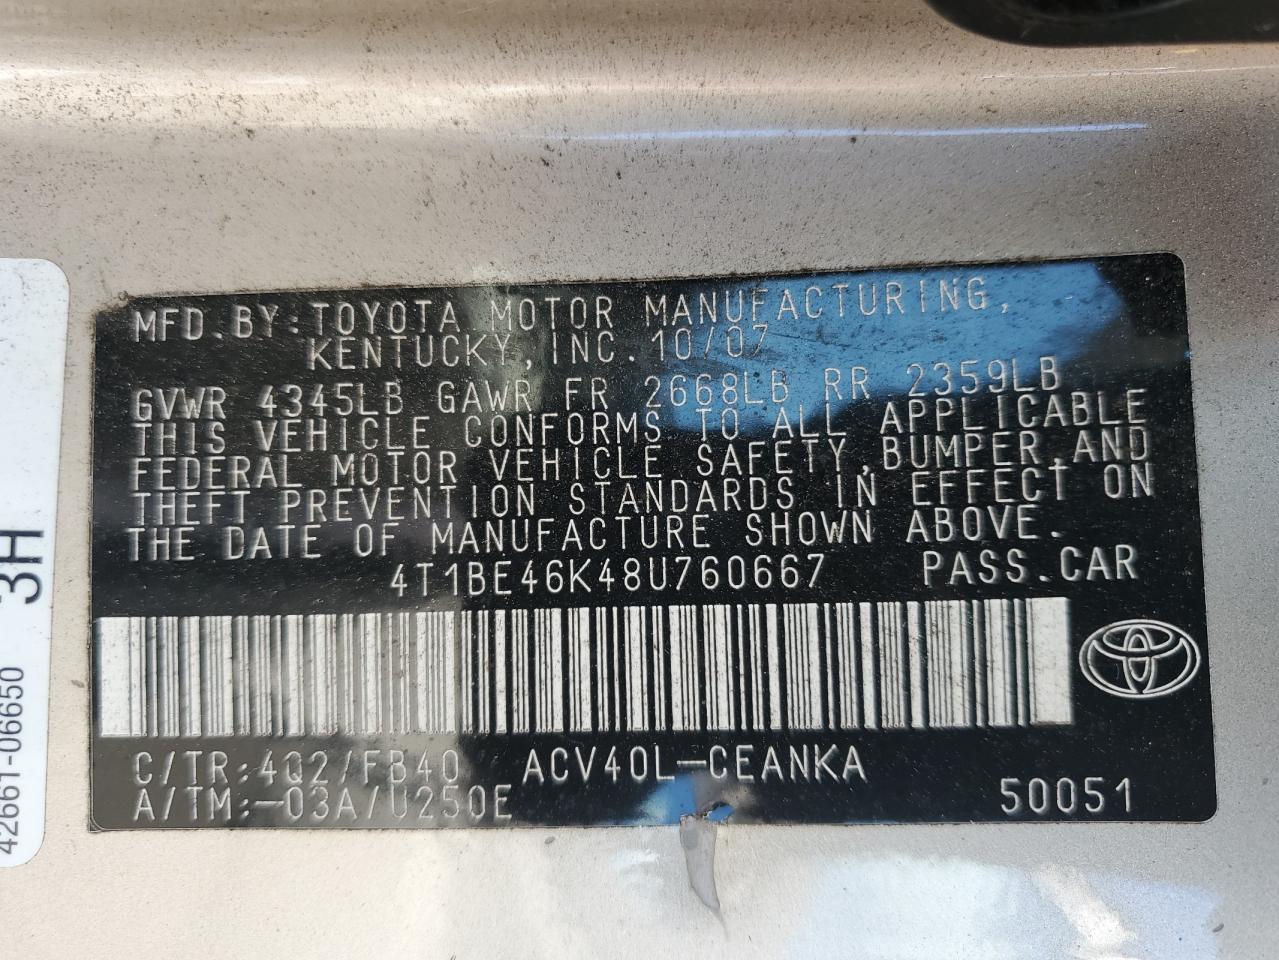 MFD.BY:TOYOTA MOTOR MANUFACTURING,
KENTUCKY,INC.10/07
GVWR 4345LB GAWR FR 2668LB RR 2359LB
THIS VEHICLE CONFORMS TO ALL APPLICABLE
FEDERAL MOTOR VEHICLE SAFETY,BUMPER,AND
THEFT PREVENTION STANDARDS IN EFFECT ON
THE DATE OF MANUFACTURE SHOWN ABOVE.
4T1BE46K48U760667 PASS.CAR
C/TR:4Q2/FB40 ACV40L-CEANKA
A/TM:-03A/U250E 50051
42661-06650 3H